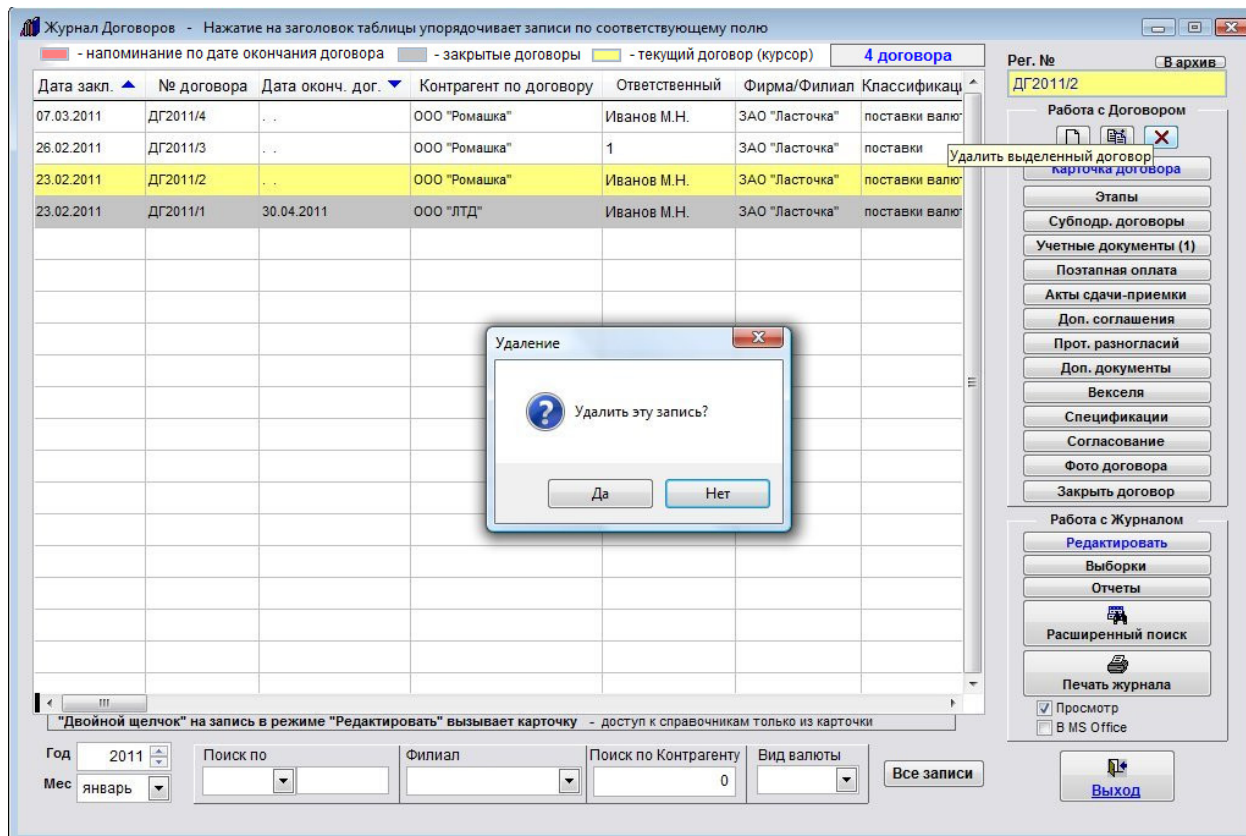 Журнал Договоров - Нажатие на заголовок таблицы упорядочивает записи по соответствующему полю
- напоминание по дате окончания договора - закрытые договоры - текущий договор (курсор) 4 договора
Рег. № В архив
ДГ2011/2
Дата закл. № договора Дата оконч. дог. Контрагент по договору Ответственный Фирма/Филиал Классификаци
07.03.2011 ДГ2011/4 . . ООО "Ромашка" Иванов М.Н. ЗАО "Ласточка" поставки валю
26.02.2011 ДГ2011/3 . . ООО "Ромашка" 1 ЗАО "Ласточка" поставки
23.02.2011 ДГ2011/2 . . ООО "Ромашка" Иванов М.Н. ЗАО "Ласточка" поставки валю
23.02.2011 ДГ2011/1 30.04.2011 ООО "ЛТД" Иванов М.Н. ЗАО "Ласточка" поставки валю
Удаление
Удалить эту запись?
Да Нет
Работа с Договором
Удалить выделенный договор
Карточка договора
Этапы
Субподр. договоры
Учетные документы (1)
Поэтапная оплата
Акты сдачи-приемки
Доп. соглашения
Прот. разногласий
Доп. документы
Векселя
Спецификации
Согласование
Фото договора
Закрыть договор
Работа с Журналом
Редактировать
Выборки
Отчеты
Расширенный поиск
Печать журнала
Просмотр
В MS Office
"Двойной щелчок" на запись в режиме "Редактировать" вызывает карточку - доступ к справочникам только из карточки
Год 2011 Поиск по Филиал Поиск по Контрагенту Вид валюты
Мес январь 0 Все записи
Выход